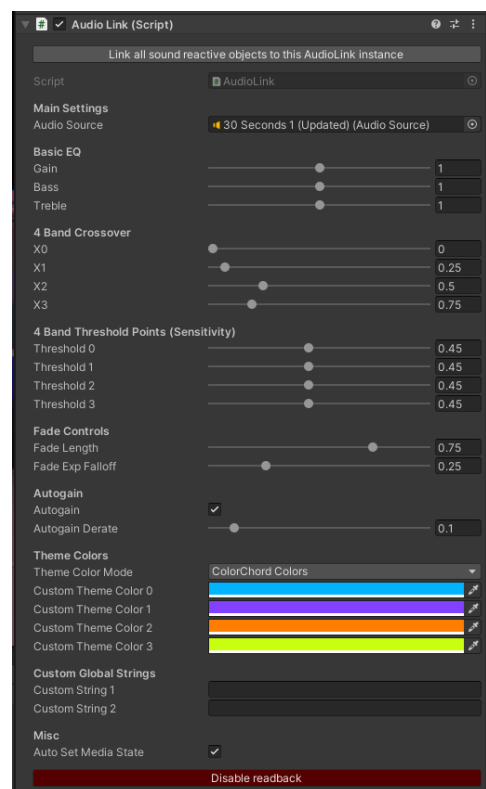 Audio Link (Script)
Link all sound reactive objects to this AudioLink instance
Script AudioLink
Main Settings
Audio Source 30 Seconds 1 (Updated) (Audio Source)
Basic EQ
Gain 1
Bass 1
Treble 1
4 Band Crossover
X0 0
X1 0.25
X2 0.5
X3 0.75
4 Band Threshold Points (Sensitivity)
Threshold 0 0.45
Threshold 1 0.45
Threshold 2 0.45
Threshold 3 0.45
Fade Controls
Fade Length 0.75
Fade Exp Falloff 0.25
Autogain
Autogain
Autogain Derate 0.1
Theme Colors
Theme Color Mode ColorChord Colors
Custom Theme Color 0
Custom Theme Color 1
Custom Theme Color 2
Custom Theme Color 3
Custom Global Strings
Custom String 1
Custom String 2
Misc
Auto Set Media State
Disable readback